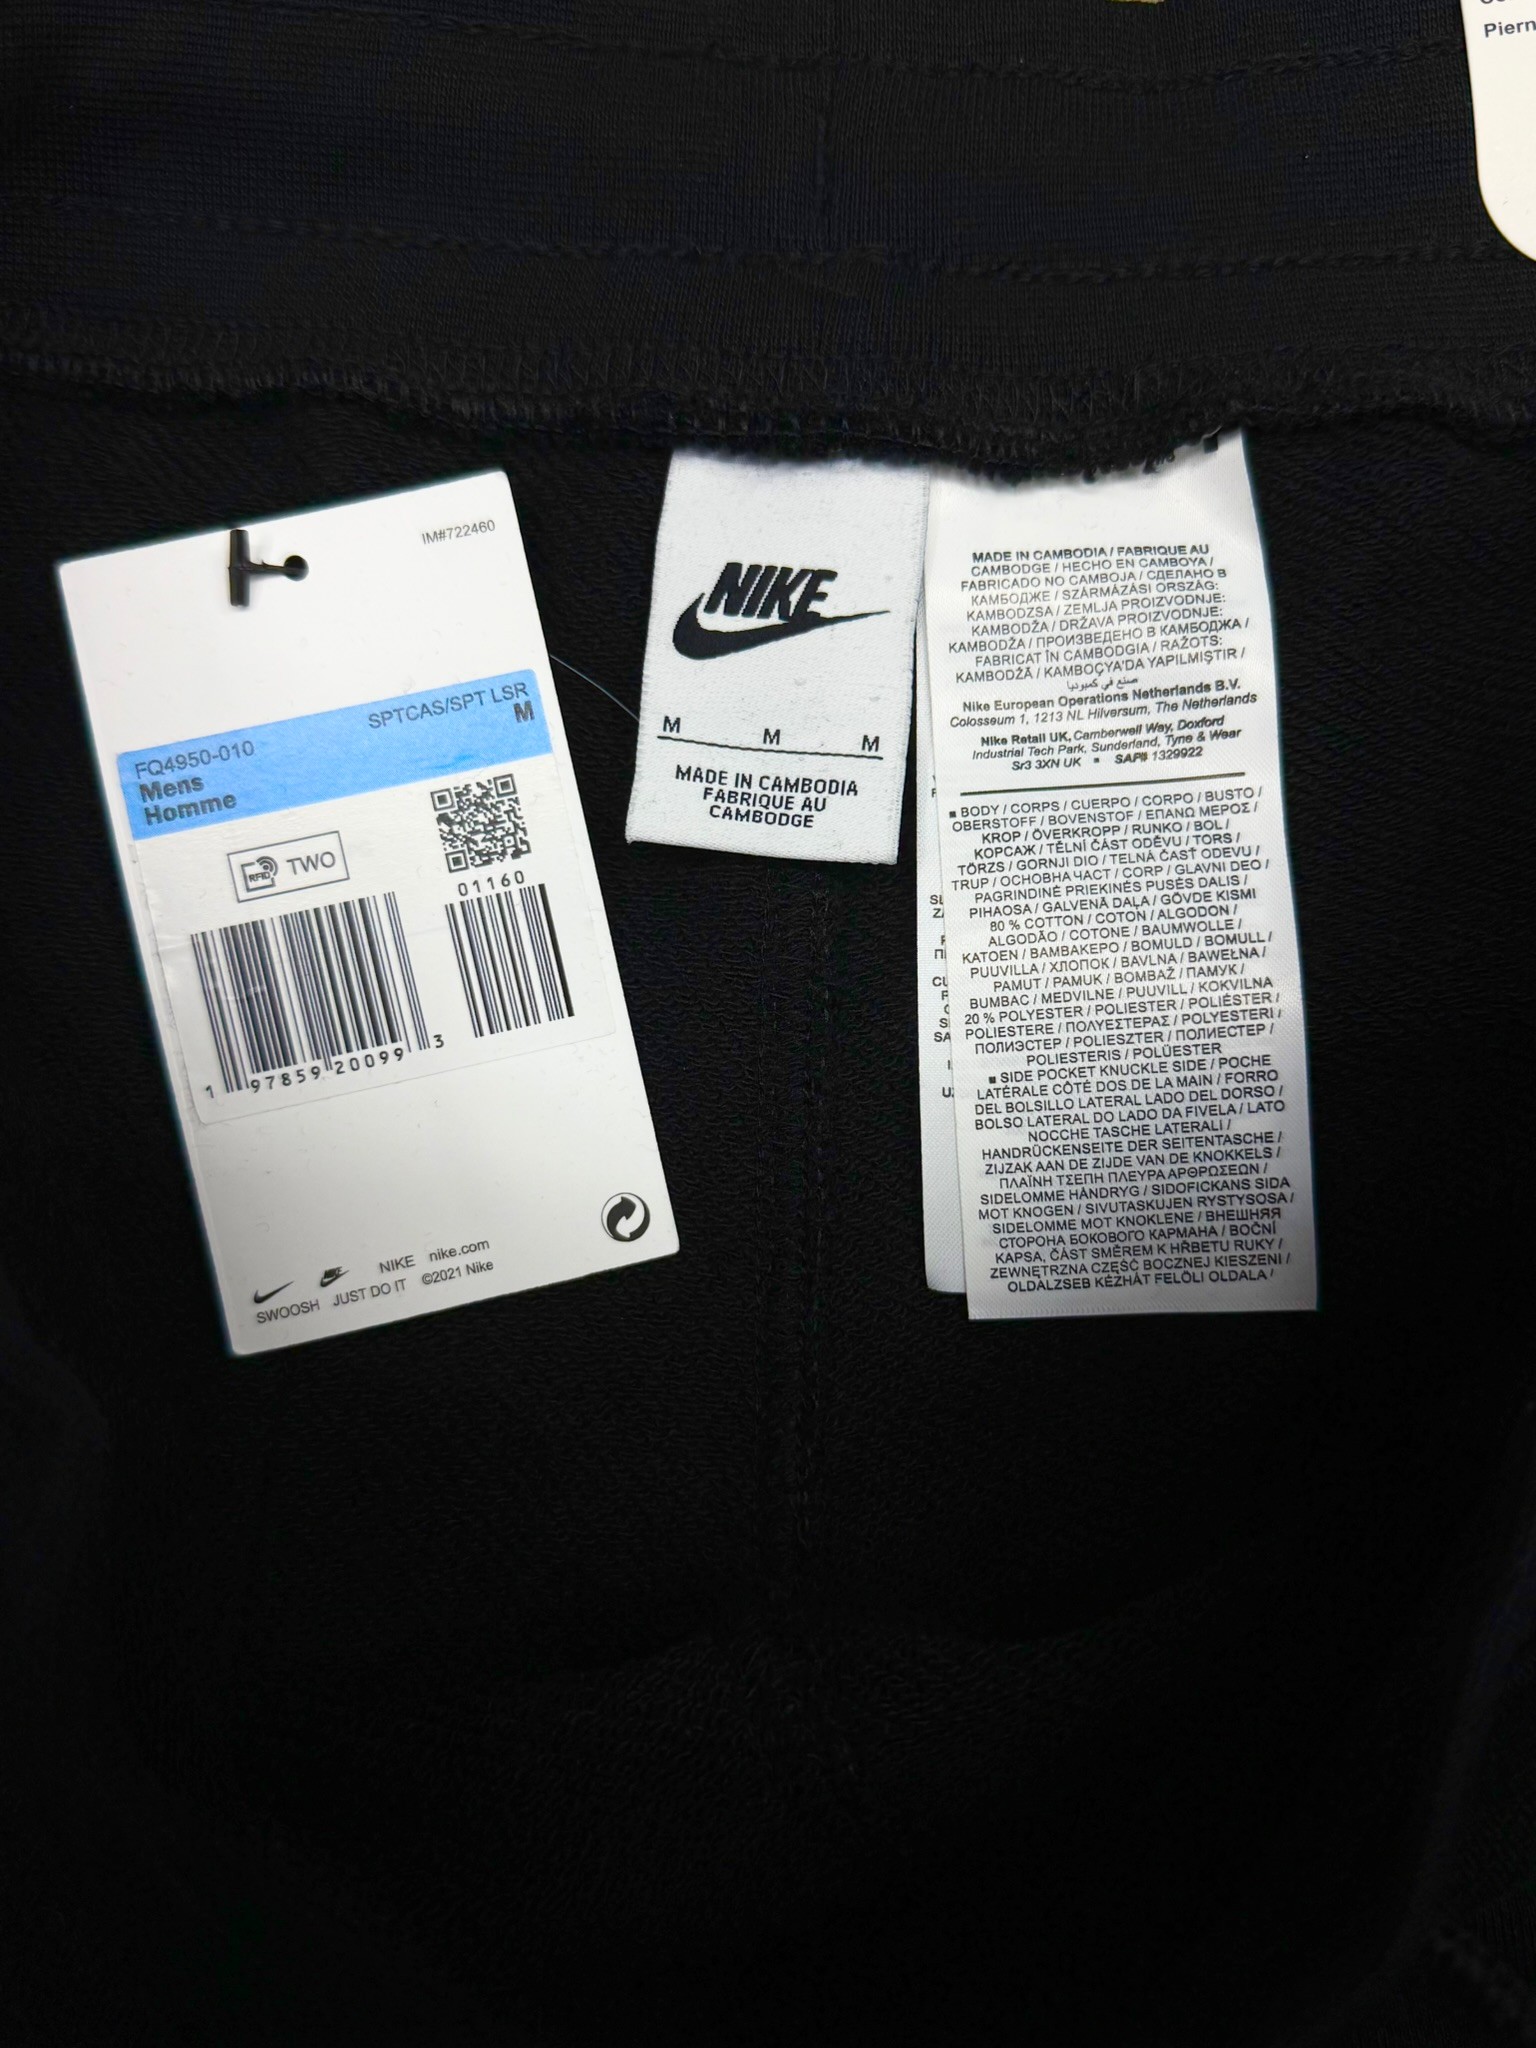 Piern
IM#722460
SPTCAS/SPT LSR
M
FQ4950-010
Mens
Homme
RFID TWO
01160
1 97859 20099 3
NIKE nike.com
SWOOSH JUST DO IT ©2021 Nike
NIKE
M M M
MADE IN CAMBODIA
FABRIQUE AU
CAMBODGE
MADE IN CAMBODIA / FABRIQUE AU
CAMBODGE / HECHO EN CAMBOYA /
FABRICADO NO CAMBOJA / СДЕЛАНО В
КАМБОДЖЕ / SZÁRMAZÁSI ORSZÁG:
KAMBODZSA / ZEMLJA PROIZVODNJE:
KAMBODŽA / DRŽAVA PROIZVODNJE:
KAMBODŽA / ПРОИЗВЕДЕНО В КАМБОДЖА /
FABRICAT ÎN CAMBODGIA / RAŽOTS:
KAMBODŽĀ / KAMBOÇYA'DA YAPILMIŞTIR /
صنع في كمبوديا
Nike European Operations Netherlands B.V.
Colosseum 1, 1213 NL Hilversum, The Netherlands
Nike Retail UK, Camberwell Way, Doxford
Industrial Tech Park, Sunderland, Tyne & Wear
Sr3 3XN UK ▪ SAP# 1329922
■ BODY / CORPS / CUERPO / CORPO / BUSTO /
OBERSTOFF / BOVENSTOF / ΕΠΑΝΩ ΜΕΡΟΣ /
KROP / ÖVERKROPP / RUNKO / BOL /
КОРСАЖ / TĚLNÍ ČÁST ODĚVU / TORS /
TÖRZS / GORNJI DIO / TELNÁ ČASŤ ODEVU /
TRUP / ОСНОВНА ЧАСТ / CORP / GLAVNI DEO /
PAGRINDINĖ PRIEKINĖS PUSĖS DALIS /
PIHAOSA / GALVENĀ DAĻA / GÖVDE KISMI
80 % COTTON / COTON / ALGODON /
ALGODÃO / COTONE / BAUMWOLLE /
KATOEN / ΒΑΜΒΑΚΕΡΟ / BOMULD / BOMULL /
PUUVILLA / ХЛОПОК / BAVLNA / BAWEŁNA /
PAMUT / PAMUK / BOMBAŽ / ПАМУК /
BUMBAC / MEDVILNE / PUUVILL / KOKVILNA
20 % POLYESTER / POLIESTER / POLIÉSTER /
POLIESTERE / ΠΟΛΥΕΣΤΕΡΑΣ / POLYESTERI /
ПОЛИЭСТЕР / POLIESZTER / ПОЛИЕСТЕР /
POLIESTERIS / POLÜESTER
■ SIDE POCKET KNUCKLE SIDE / POCHE
LATÉRALE CÔTÉ DOS DE LA MAIN / FORRO
DEL BOLSILLO LATERAL LADO DEL DORSO /
BOLSO LATERAL DO LADO DA FIVELA / LATO
NOCCHE TASCHE LATERALI /
HANDRÜCKENSEITE DER SEITENTASCHE /
ZIJZAK AAN DE ZIJDE VAN DE KNOKKELS /
ΠΛΑΪΝΗ ΤΣΕΠΗ ΠΛΕΥΡΑ ΑΡΘΡΩΣΕΩΝ /
SIDELOMME HÅNDRYG / SIDOFICKANS SIDA
MOT KNOGEN / SIVUTASKUJEN RYSTYSOSA /
SIDELOMME MOT KNOKLENE / ВНЕШНЯЯ
СТОРОНА БОКОВОГО КАРМАНА / BOČNÍ
KAPSA, ČÁST SMĚREM K HŘBETU RUKY /
ZEWNĘTRZNA CZĘŚĆ BOCZNEJ KIESZENI /
OLDALZSEB KÉZHÁT FELÖLI OLDALA /